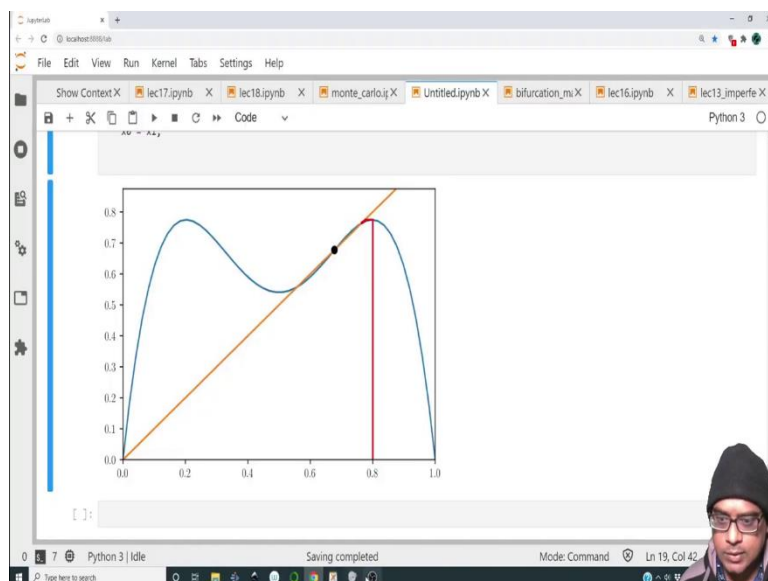 JupyterLab
localhost:8888/lab
File Edit View Run Kernel Tabs Settings Help
Show Context X lec17.ipynb X lec18.ipynb X monte_carlo.ip X Untitled.ipynb X bifurcation_m X lec16.ipynb X lec13_imperfe X
Code Python 3
x0 = x1;
0.8
0.7
0.6
0.5
0.4
0.3
0.2
0.1
0.0
0.0 0.2 0.4 0.6 0.8 1.0
[ ]:
0 7 Python 3 | Idle Saving completed Mode: Command Ln 19, Col 42
Type here to search